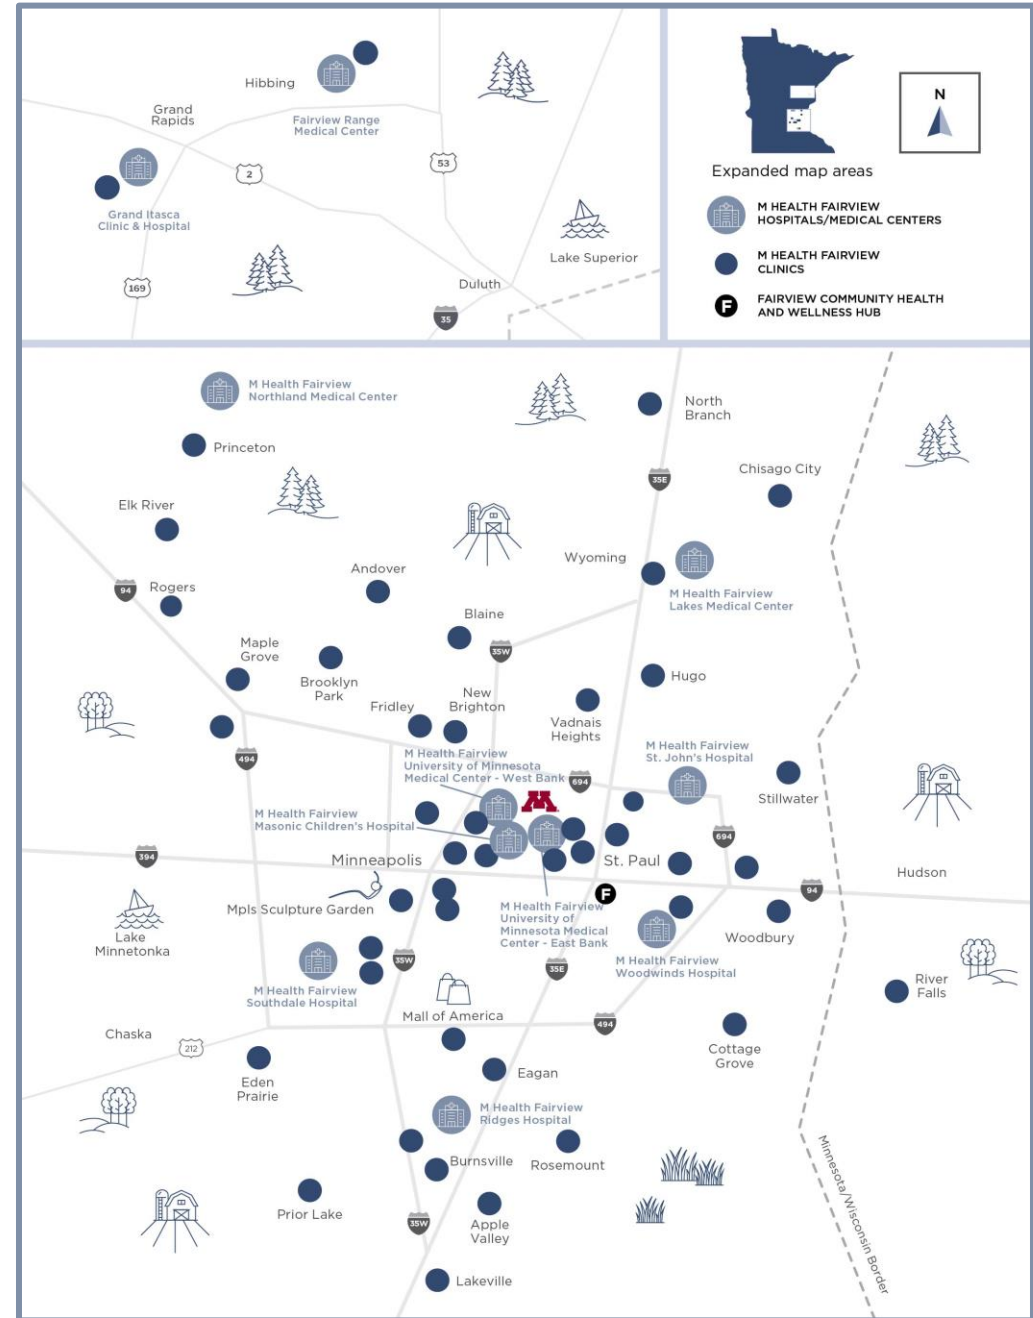 Hibbing
Grand
Rapids
Fairview Range
Medical Center
53
2
Grand Itasca
Clinic & Hospital
Lake Superior
169
Duluth
35
N
Expanded map areas
M HEALTH FAIRVIEW
HOSPITALS/MEDICAL CENTERS
M HEALTH FAIRVIEW
CLINICS
F
FAIRVIEW COMMUNITY HEALTH
AND WELLNESS HUB
M Health Fairview
Northland Medical Center
North
Branch
Princeton
Chisago City
35E
Elk River
Wyoming
Andover
94
Rogers
M Health Fairview
Lakes Medical Center
Blaine
35W
Maple
Grove
Brooklyn
Park
Hugo
New
Brighton
Fridley
Vadnais
Heights
M Health Fairview
St. John's Hospital
M Health Fairview
University of Minnesota
Medical Center - West Bank
494
694
M
Stillwater
M Health Fairview
Masonic Children's Hospital
694
394
Minneapolis
St. Paul
Hudson
94
F
Mpls Sculpture Garden
M Health Fairview
University of
Minnesota Medical
Center - East Bank
Lake
Minnetonka
Woodbury
35W
35E
M Health Fairview
Woodwinds Hospital
M Health Fairview
Southdale Hospital
River
Falls
Mall of America
494
Chaska
212
Cottage
Grove
Eden
Prairie
Eagan
M Health Fairview
Ridges Hospital
Burnsville
Rosemount
Prior Lake
35W
Apple
Valley
Minnesota/Wisconsin Border
Lakeville